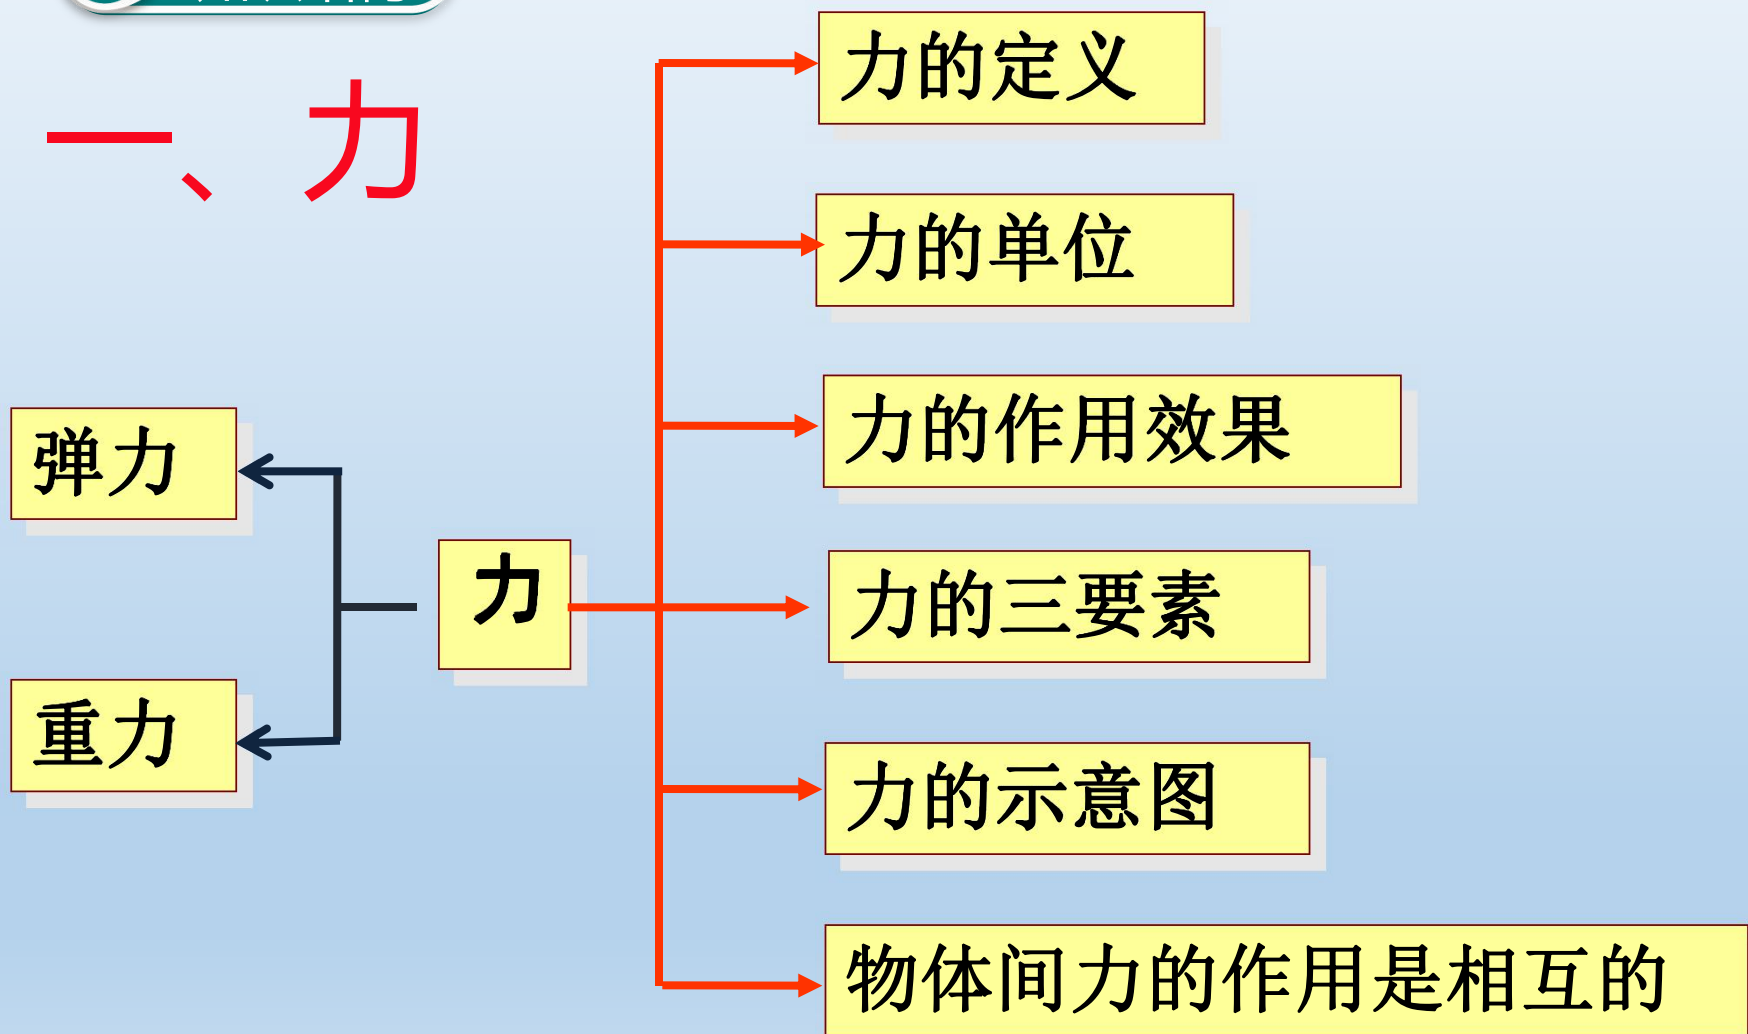 一、力
力的定义
力的单位
力的作用效果
弹力
力
力的三要素
重力
力的示意图
物体间力的作用是相互的